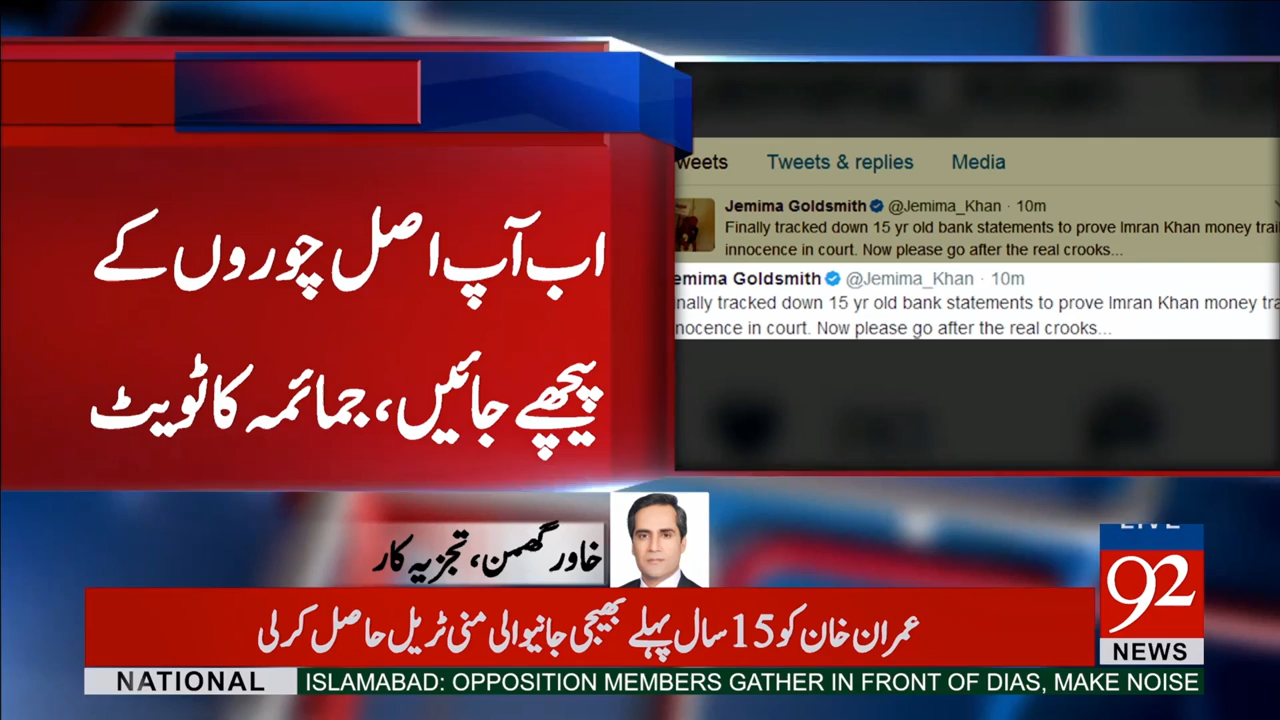 اب آپ اصل چوروں کے
پیچھے جائیں، جمائمہ کا ٹویٹ
weets Tweets & replies Media
Jemima Goldsmith @Jemima_Khan · 10m
Finally tracked down 15 yr old bank statements to prove Imran Khan money trai
innocence in court. Now please go after the real crooks...
emima Goldsmith @Jemima_Khan · 10m
inally tracked down 15 yr old bank statements to prove Imran Khan money tra
nnocence in court. Now please go after the real crooks...
خاور گھمن، تجزیہ کار
LIVE
92
NEWS
عمران خان کو 15 سال پہلے بھیجی جانیوالی منی ٹریل حاصل کرلی
NATIONAL ISLAMABAD: OPPOSITION MEMBERS GATHER IN FRONT OF DIAS, MAKE NOISE